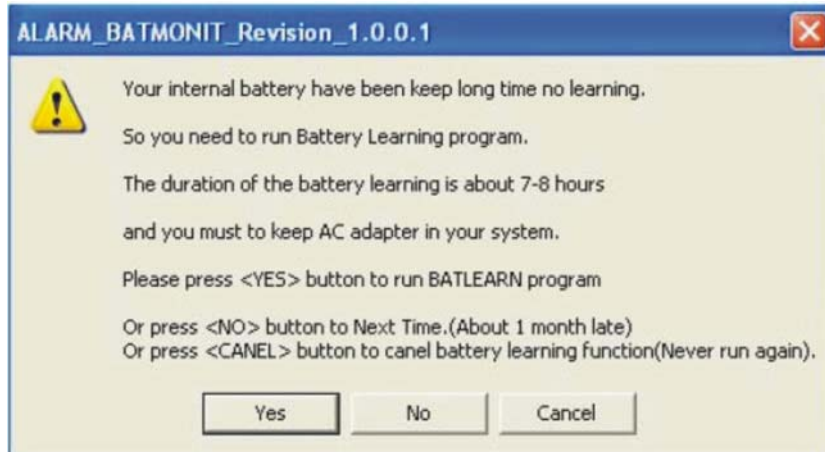 ALARM_BATMONIT_Revision_1.0.0.1
Your internal battery have been keep long time no learning.
So you need to run Battery Learning program.
The duration of the battery learning is about 7-8 hours
and you must to keep AC adapter in your system.
Please press <YES> button to run BATLEARN program
Or press <NO> button to Next Time.(About 1 month late)
Or press <CANEL> button to canel battery learning function(Never run again).
Yes No Cancel